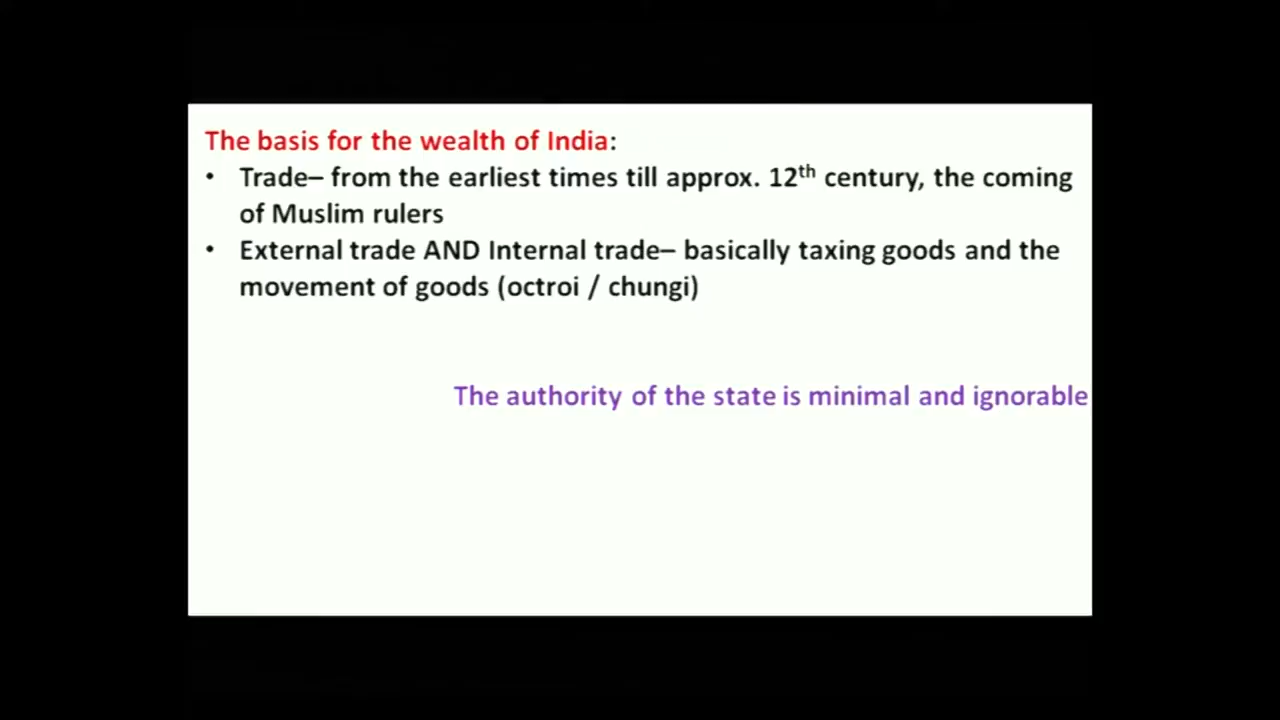 The basis for the wealth of India:
• Trade– from the earliest times till approx. 12th century, the coming
of Muslim rulers
• External trade AND Internal trade– basically taxing goods and the
movement of goods (octroi / chungi)
The authority of the state is minimal and ignorable